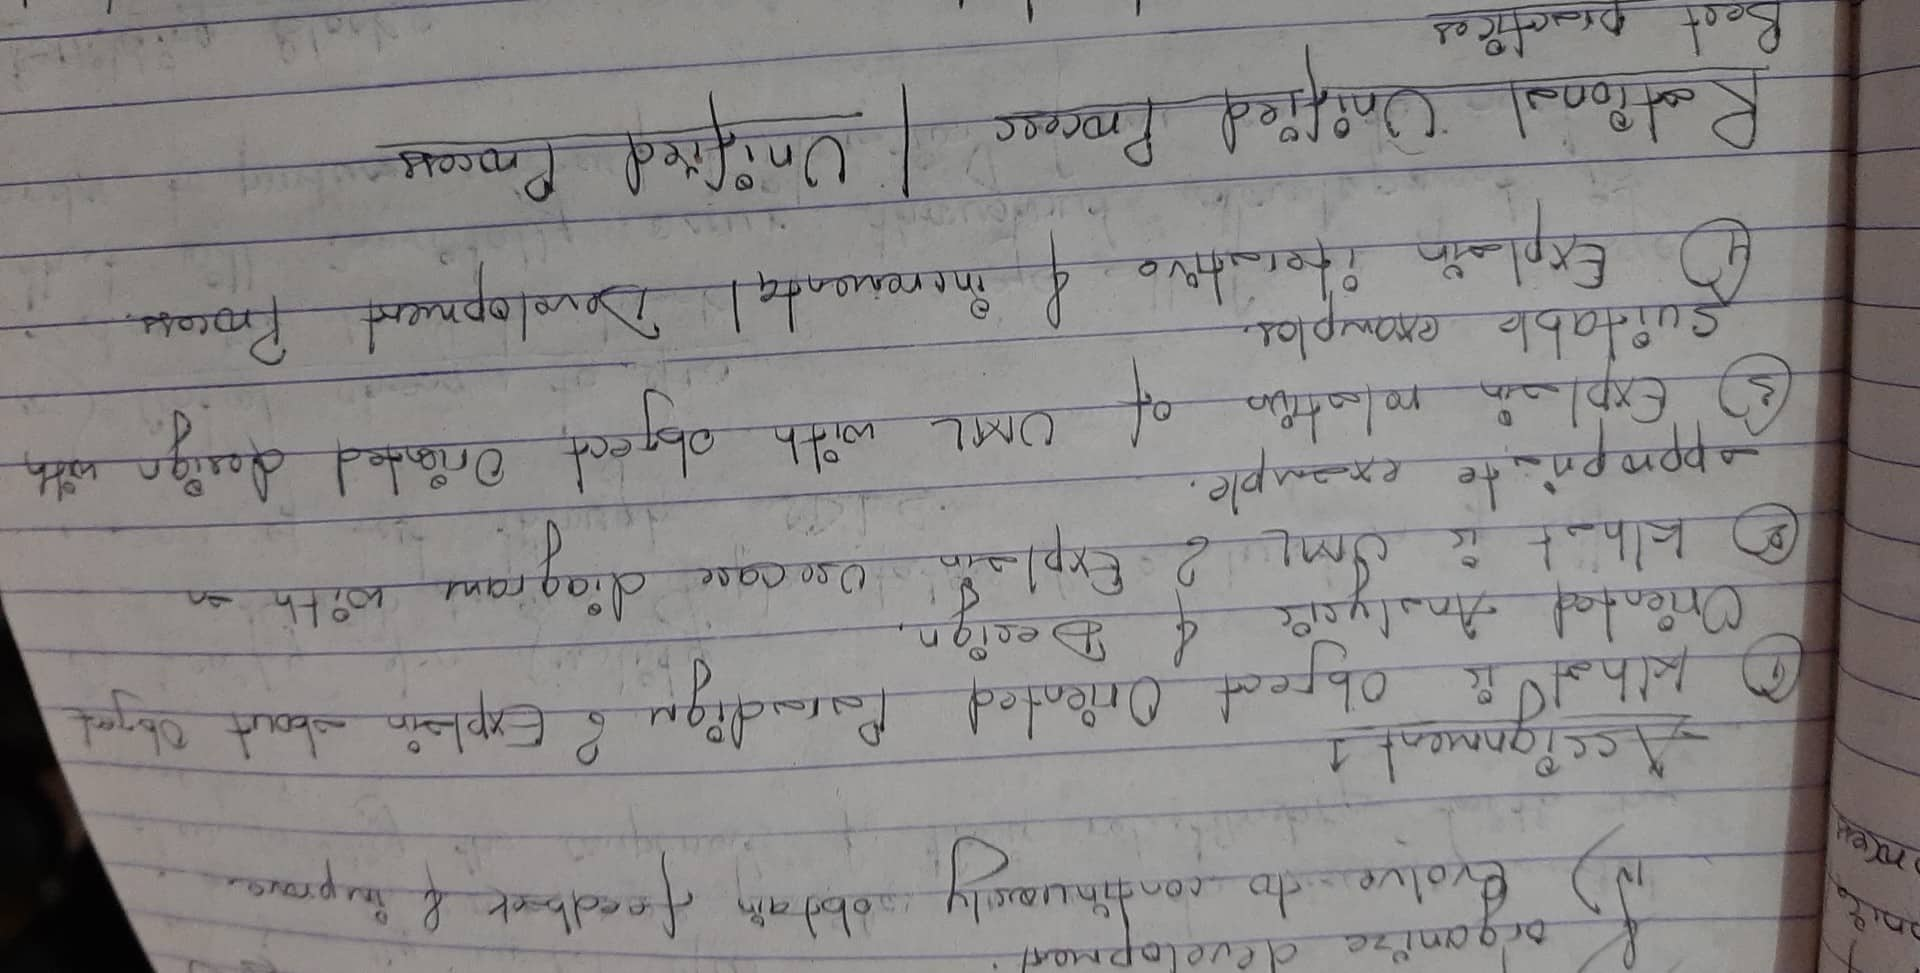 & organize development.
iv) Evolve to continuously obtain feedback & improve.
Assignment 1
① What is Object Oriented Paradigm? Explain about Object
Oriented Analysis & Design.
② What is UML? Explain Usecase diagram with an
appropriate example.
③ Explain relation of UML with object Oriented design with
suitable examples.
④ Explain iterative & incremental Development Process.
Rational Unified Process / Unified Process
Best practices